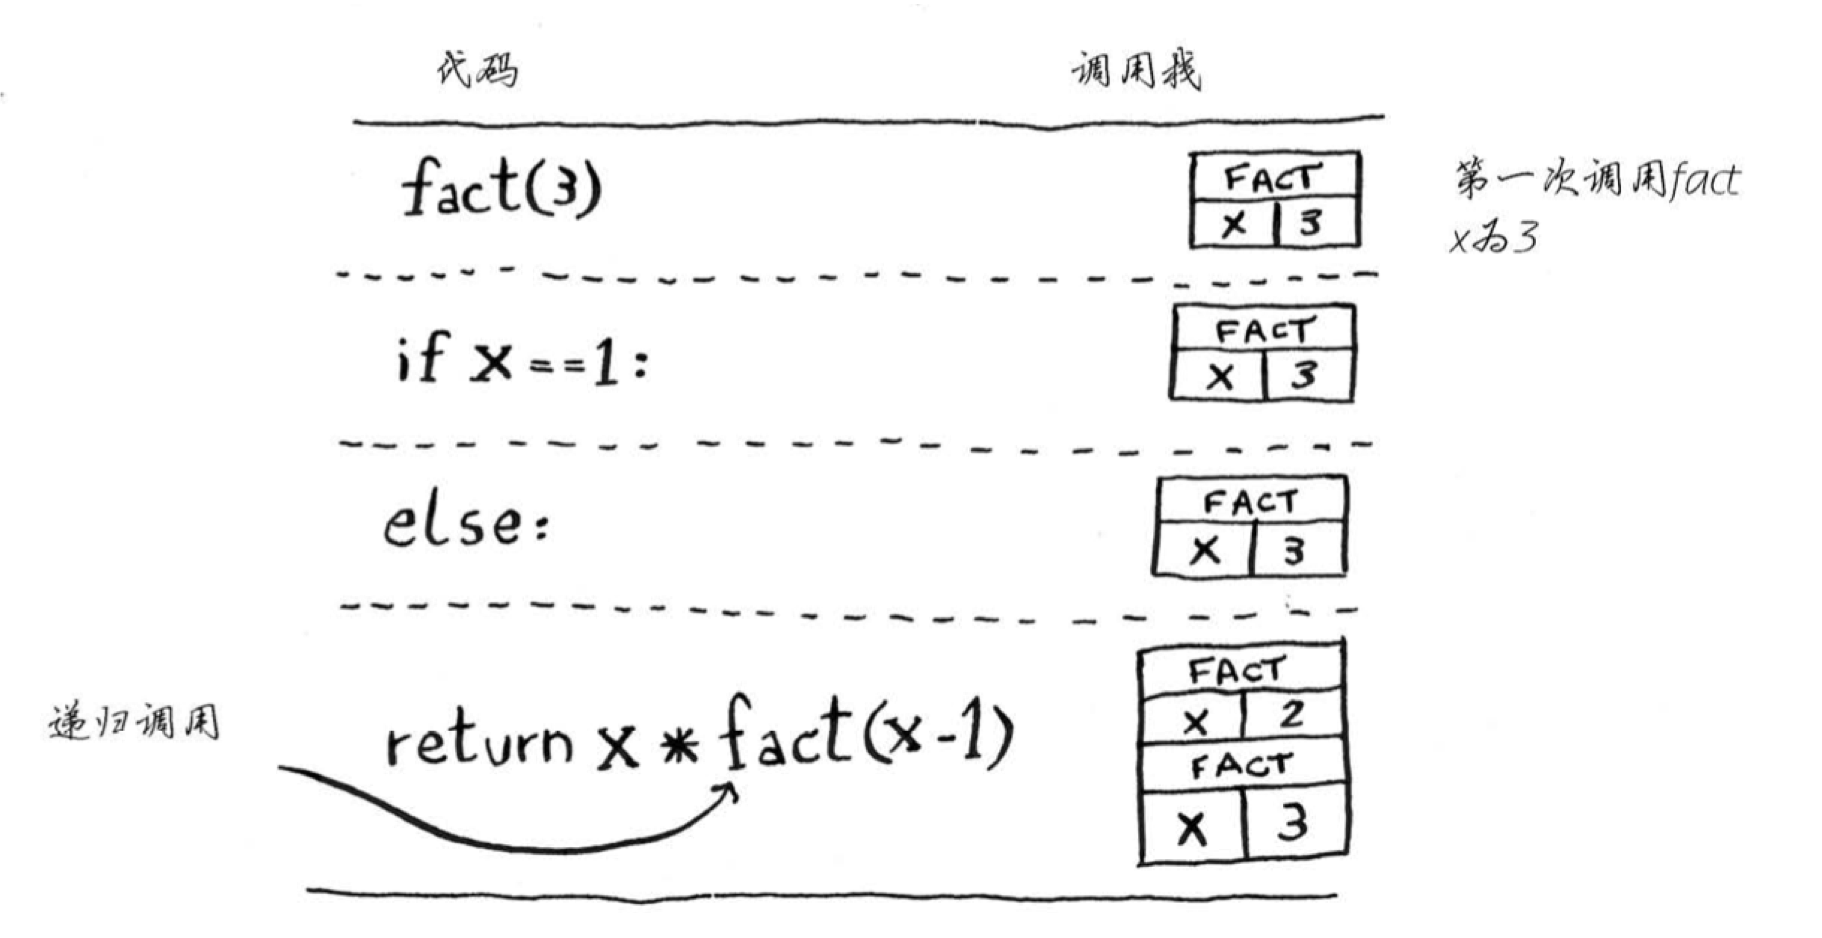 代码 调用栈
fact(3)
FACT
X 3
第一次调用fact
x为3
if x==1:
FACT
X 3
else:
FACT
X 3
递归调用
return x * fact(x-1)
FACT
X 2
FACT
X 3